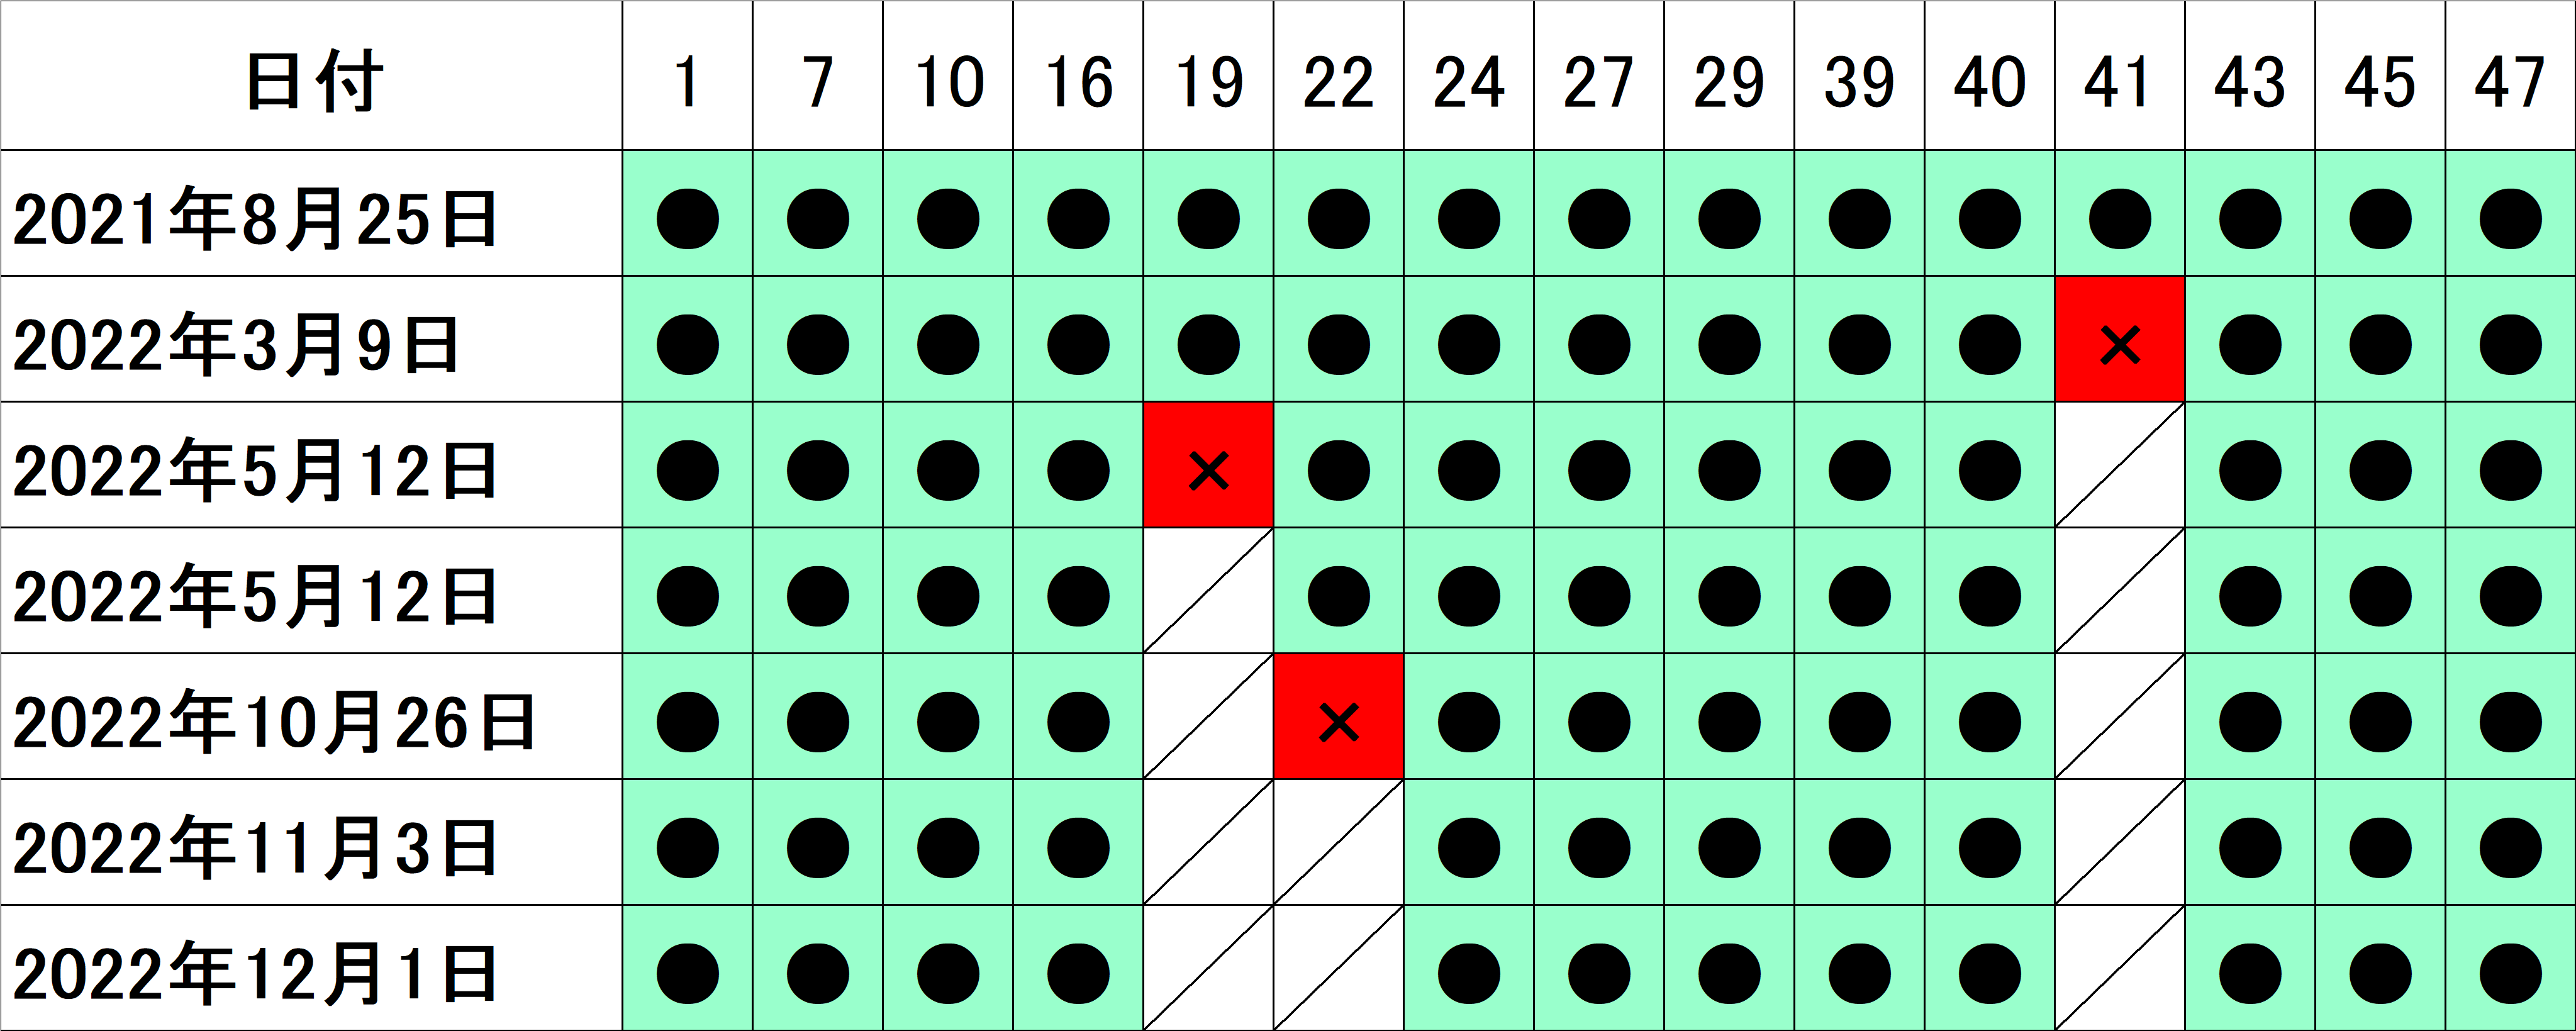 日付 1 7 10 16 19 22 24 27 29 39 40 41 43 45 47
2021年8月25日 ● ● ● ● ● ● ● ● ● ● ● ● ● ● ●
2022年3月9日 ● ● ● ● ● ● ● ● ● ● ● × ● ● ●
2022年5月12日 ● ● ● ● × ● ● ● ● ● ● ● ● ●
2022年5月12日 ● ● ● ● ● ● ● ● ● ● ● ● ●
2022年10月26日 ● ● ● ● × ● ● ● ● ● ● ● ●
2022年11月3日 ● ● ● ● ● ● ● ● ● ● ● ●
2022年12月1日 ● ● ● ● ● ● ● ● ● ● ● ●